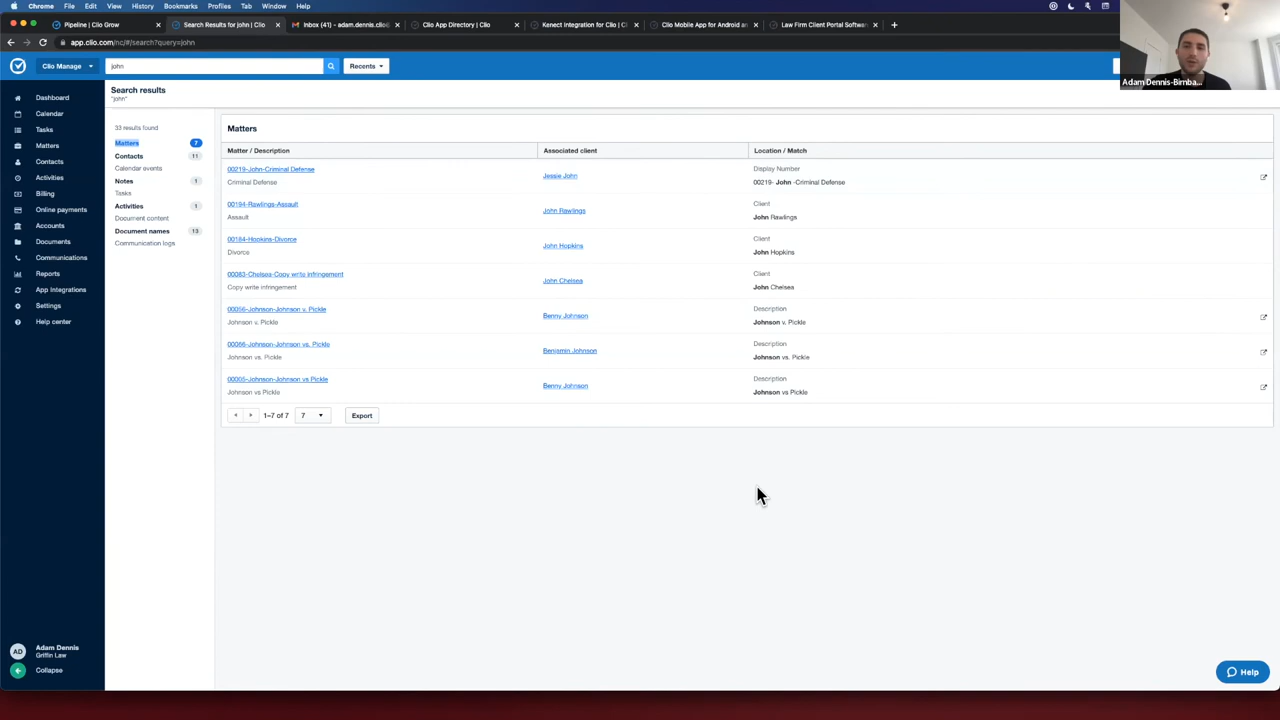 Chrome File Edit View History Bookmarks Profiles Tab Window Help
Pipeline | Clio Grow
Search Results for john | Clio
Inbox (41) - adam.dennis.clio@
Clio App Directory | Clio
Kenect Integration for Clio | C
Clio Mobile App for Android an
Law Firm Client Portal Softwar
app.clio.com/nc/#/search?query=john
Clio Manage
john
Recents
Adam Dennis-Birnba...
Dashboard
Calendar
Tasks
Matters
Contacts
Activities
Billing
Online payments
Accounts
Documents
Communications
Reports
App Integrations
Settings
Help center
AD
Adam Dennis
Griffin Law
Collapse
Search results
"john"
33 results found
Matters 7
Contacts 11
Calendar events
Notes 1
Tasks
Activities 1
Document content
Document names 13
Communication logs
Matters
Matter / Description Associated client Location / Match
00219-John-Criminal Defense
Criminal Defense
Jessie John
Display Number
00219- John -Criminal Defense
00194-Rawlings-Assault
Assault
John Rawlings
Client
John Rawlings
00184-Hopkins-Divorce
Divorce
John Hopkins
Client
John Hopkins
00083-Chelsea-Copy write infringement
Copy write infringement
John Chelsea
Client
John Chelsea
00056-Johnson-Johnson v. Pickle
Johnson v. Pickle
Benny Johnson
Description
Johnson v. Pickle
00066-Johnson-Johnson vs. Pickle
Johnson vs. Pickle
Benjamin Johnson
Description
Johnson vs. Pickle
00005-Johnson-Johnson vs Pickle
Johnson vs Pickle
Benny Johnson
Description
Johnson vs Pickle
1–7 of 7
7
Export
Help